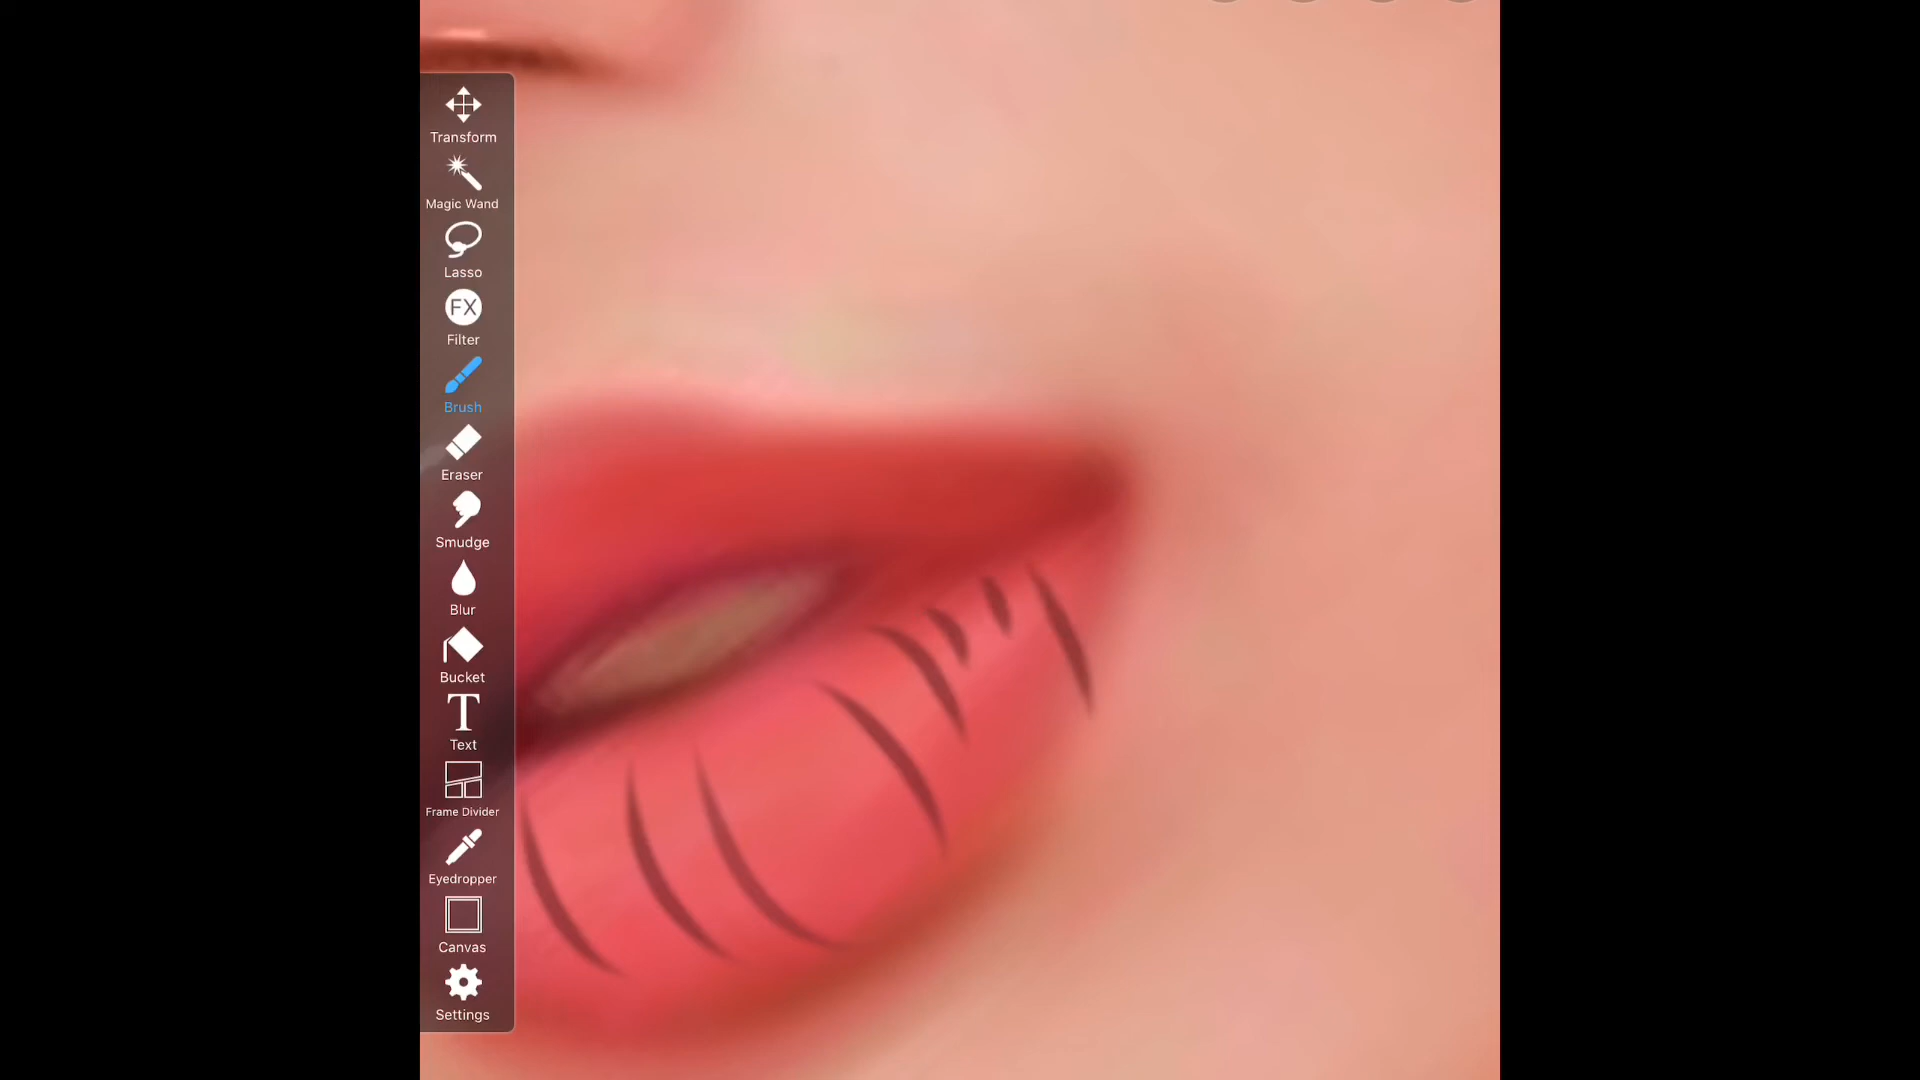 Transform
Magic Wand
Lasso
FX
Filter
Brush
Eraser
Smudge
Blur
Bucket
T
Text
Frame Divider
Eyedropper
Canvas
Settings